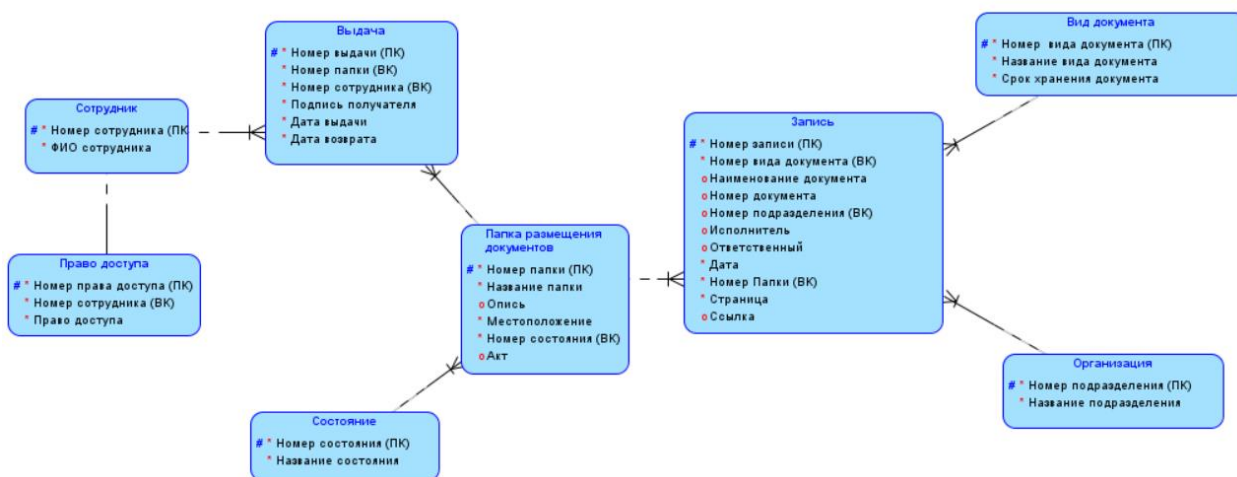 Выдача
# * Номер выдачи (ПК)
* Номер папки (ВК)
* Номер сотрудника (ВК)
* Подпись получателя
* Дата выдачи
* Дата возврата
Вид документа
# * Номер вида документа (ПК)
* Название вида документа
* Срок хранения документа
Сотрудник
# * Номер сотрудника (ПК
* ФИО сотрудника
Запись
# * Номер записи (ПК)
* Номер вида документа (ВК)
o Наименование документа
o Номер документа
o Номер подразделения (ВК)
o Исполнитель
o Ответственный
* Дата
* Номер Папки (ВК)
* Страница
o Ссылка
Право доступа
# * Номер права доступа (ПК)
* Номер сотрудника (ВК)
* Право доступа
Папка размещения
документов
# * Номер папки (ПК)
* Название папки
o Опись
* Местоположение
* Номер состояния (ВК)
o Акт
Организация
# * Номер подразделения (ПК)
* Название подразделения
Состояние
# * Номер состояния (ПК)
* Название состояния